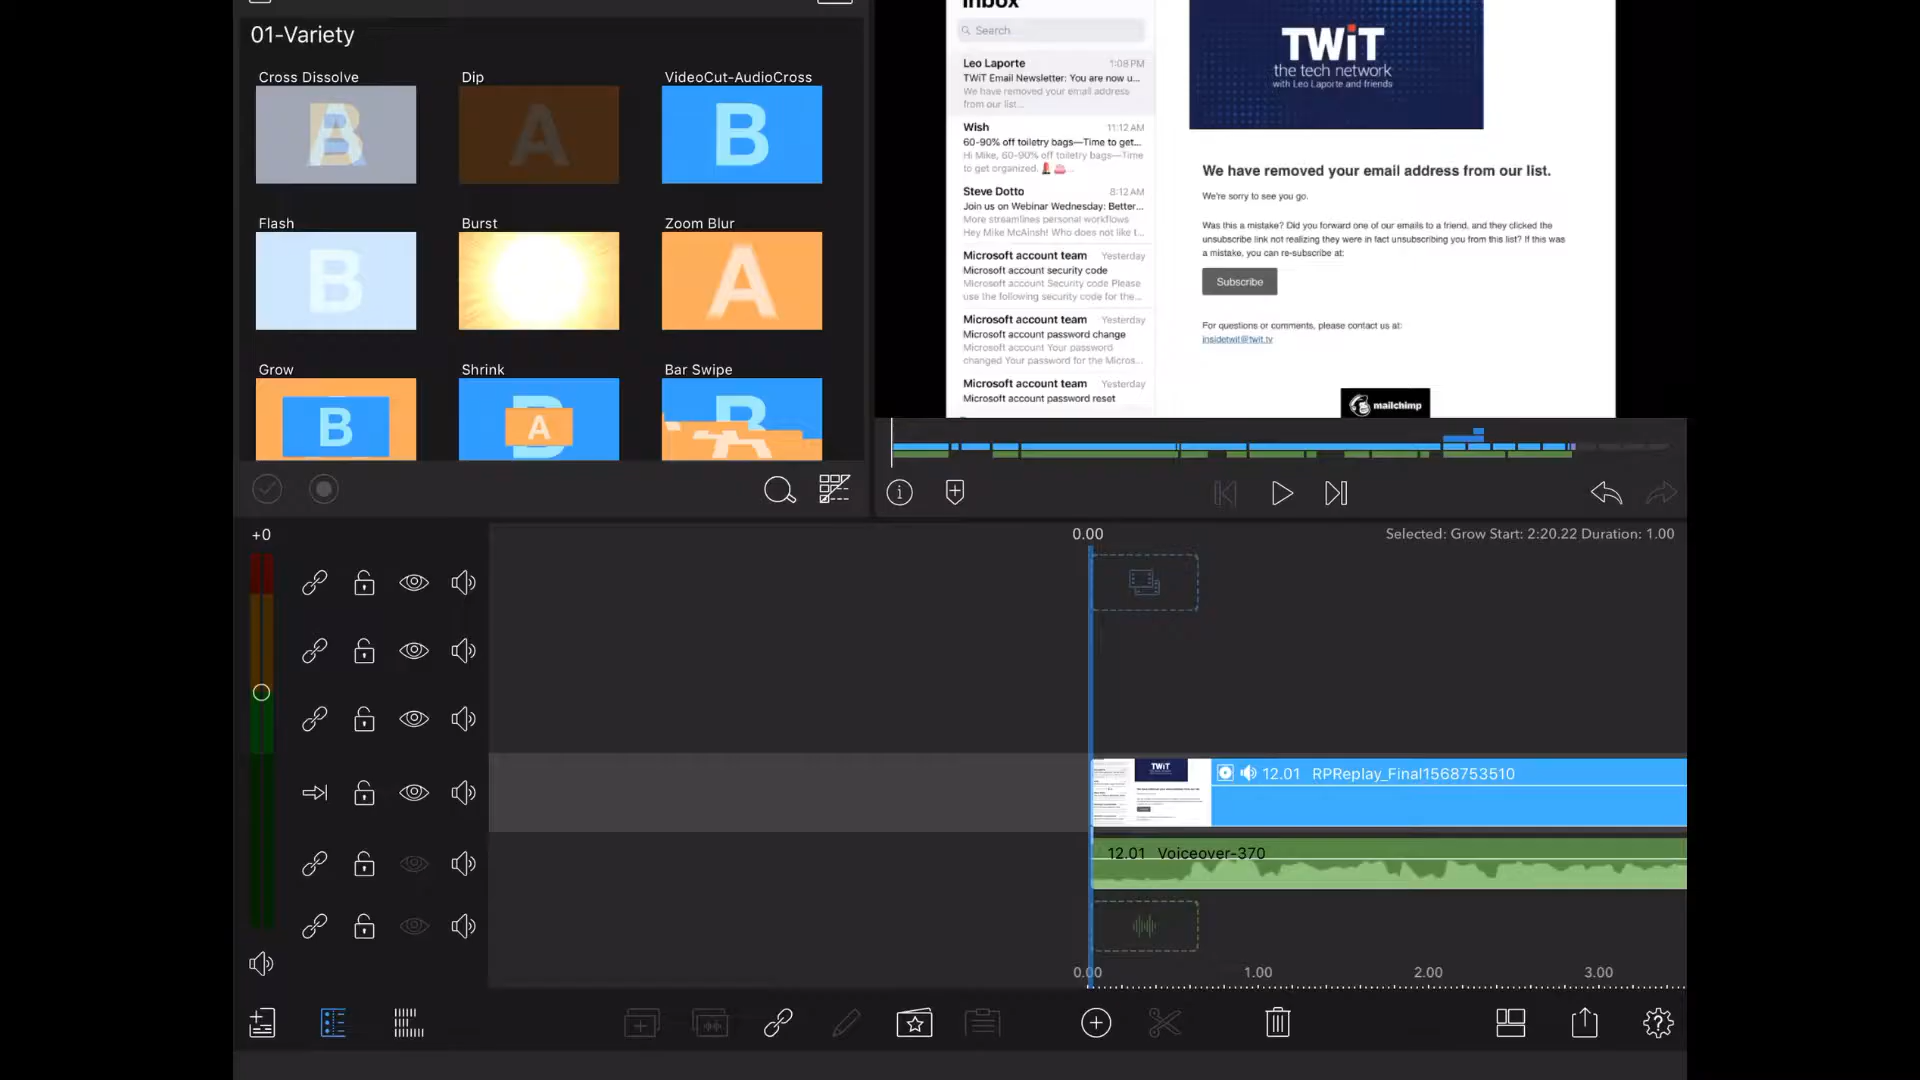 01-Variety
Cross Dissolve
Dip
VideoCut-AudioCross
B
A
B
Flash
Burst
Zoom Blur
B
A
Grow
Shrink
Bar Swipe
B
A
B
Inbox
Search
Leo Laporte 1:08 PM
TWiT Email Newsletter: You are now u...
We have removed your email address
from our list...
Wish 11:12 AM
60-90% off toiletry bags—Time to get...
Hi Mike, 60-90% off toiletry bags—Time
to get organized.
Steve Dotto 8:12 AM
Join us on Webinar Wednesday: Better...
More streamlines personal workflows
Hey Mike McAinsh! Who does not like t...
Microsoft account team Yesterday
Microsoft account security code
Microsoft account Security code Please
use the following security code for the...
Microsoft account team Yesterday
Microsoft account password change
Microsoft account Your password
changed Your password for the Micros...
Microsoft account team Yesterday
Microsoft account password reset
TWiT
the tech network
with Leo Laporte and friends
We have removed your email address from our list.
We're sorry to see you go.
Was this a mistake? Did you forward one of our emails to a friend, and they clicked the
unsubscribe link not realizing they were in fact unsubscribing you from this list? If this was
a mistake, you can re-subscribe at:
Subscribe
For questions or comments, please contact us at:
insidetwit@twit.tv
mailchimp
+0
0.00
Selected: Grow Start: 2:20.22 Duration: 1.00
TWiT
12.01 RPReplay_Final1568753510
12.01 Voiceover-370
0.00 1.00 2.00 3.00